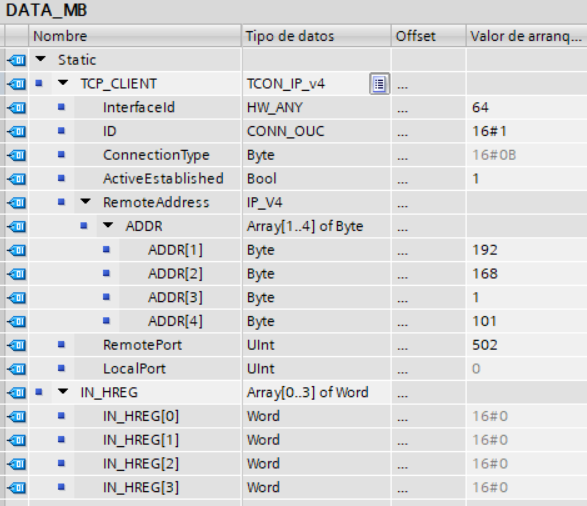 DATA_MB
Nombre Tipo de datos Offset Valor de arranq...
Static
TCP_CLIENT TCON_IP_v4 ...
InterfaceId HW_ANY ... 64
ID CONN_OUC ... 16#1
ConnectionType Byte ... 16#0B
ActiveEstablished Bool ... 1
RemoteAddress IP_V4 ...
ADDR Array[1..4] of Byte ...
ADDR[1] Byte ... 192
ADDR[2] Byte ... 168
ADDR[3] Byte ... 1
ADDR[4] Byte ... 101
RemotePort UInt ... 502
LocalPort UInt ... 0
IN_HREG Array[0..3] of Word ...
IN_HREG[0] Word ... 16#0
IN_HREG[1] Word ... 16#0
IN_HREG[2] Word ... 16#0
IN_HREG[3] Word ... 16#0